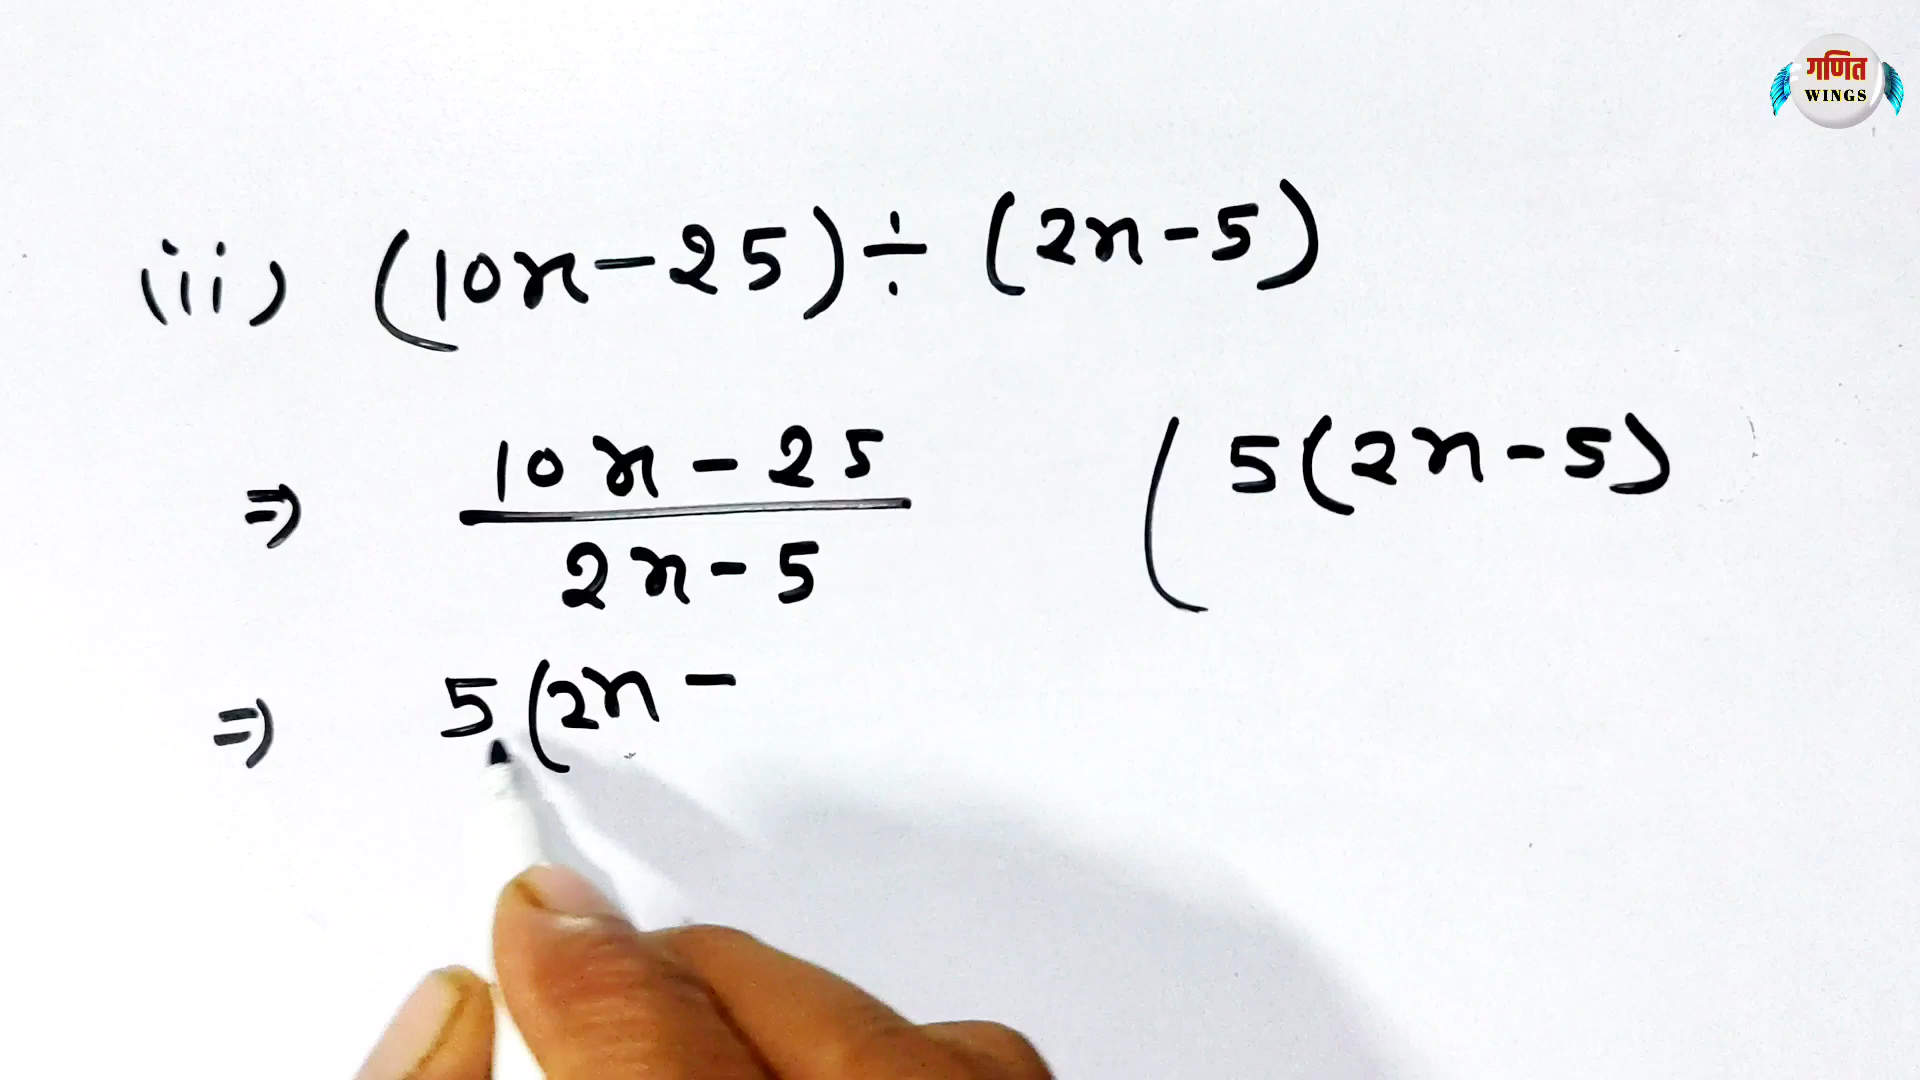 गणित
WINGS
iii) (10x-25) ÷ (2x-5)
⇒ 10x - 25 (5(2x-5)
2x - 5
⇒ 5(2x -